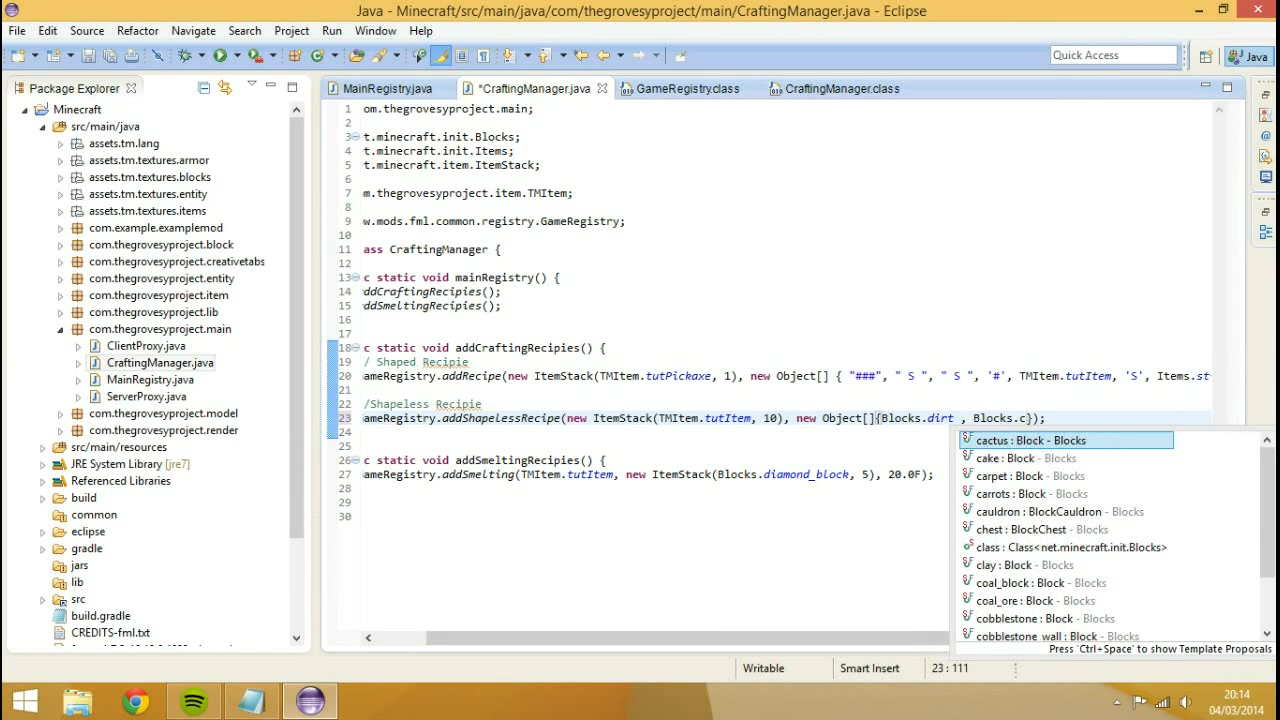 Java - Minecraft/src/main/java/com/thegrovesyproject/main/CraftingManager.java - Eclipse
File Edit Source Refactor Navigate Search Project Run Window Help
Quick Access
Java
Package Explorer
MainRegistry.java
*CraftingManager.java
GameRegistry.class
CraftingManager.class
Minecraft
src/main/java
assets.tm.lang
assets.tm.textures.armor
assets.tm.textures.blocks
assets.tm.textures.entity
assets.tm.textures.items
com.example.examplemod
com.thegrovesyproject.block
com.thegrovesyproject.creativetabs
com.thegrovesyproject.entity
com.thegrovesyproject.item
com.thegrovesyproject.lib
com.thegrovesyproject.main
ClientProxy.java
CraftingManager.java
MainRegistry.java
ServerProxy.java
com.thegrovesyproject.model
com.thegrovesyproject.render
src/main/resources
JRE System Library [jre7]
Referenced Libraries
build
common
eclipse
gradle
jars
lib
src
build.gradle
CREDITS-fml.txt
1 om.thegrovesyproject.main;
2
3 t.minecraft.init.Blocks;
4 t.minecraft.init.Items;
5 t.minecraft.item.ItemStack;
6
7 m.thegrovesyproject.item.TMItem;
8
9 w.mods.fml.common.registry.GameRegistry;
10
11 ass CraftingManager {
12
13 c static void mainRegistry() {
14 ddCraftingRecipies();
15 ddSmeltingRecipies();
16
17
18 c static void addCraftingRecipies() {
19 / Shaped Recipie
20 ameRegistry.addRecipe(new ItemStack(TMItem.tutPickaxe, 1), new Object[] { "###", " S ", " S ", '#', TMItem.tutItem, 'S', Items.st
21
22 /Shapeless Recipie
23 ameRegistry.addShapelessRecipe(new ItemStack(TMItem.tutItem, 10), new Object[]{Blocks.dirt , Blocks.c});
24
25
26 c static void addSmeltingRecipies() {
27 ameRegistry.addSmelting(TMItem.tutItem, new ItemStack(Blocks.diamond_block, 5), 20.0F);
28
29
30
cactus : Block - Blocks
cake : Block - Blocks
carpet : Block - Blocks
carrots : Block - Blocks
cauldron : BlockCauldron - Blocks
chest : BlockChest - Blocks
class : Class<net.minecraft.init.Blocks>
clay : Block - Blocks
coal_block : Block - Blocks
coal_ore : Block - Blocks
cobblestone : Block - Blocks
cobblestone_wall : Block - Blocks
Press 'Ctrl+Space' to show Template Proposals
Writable
Smart Insert
23 : 111
20:14
04/03/2014